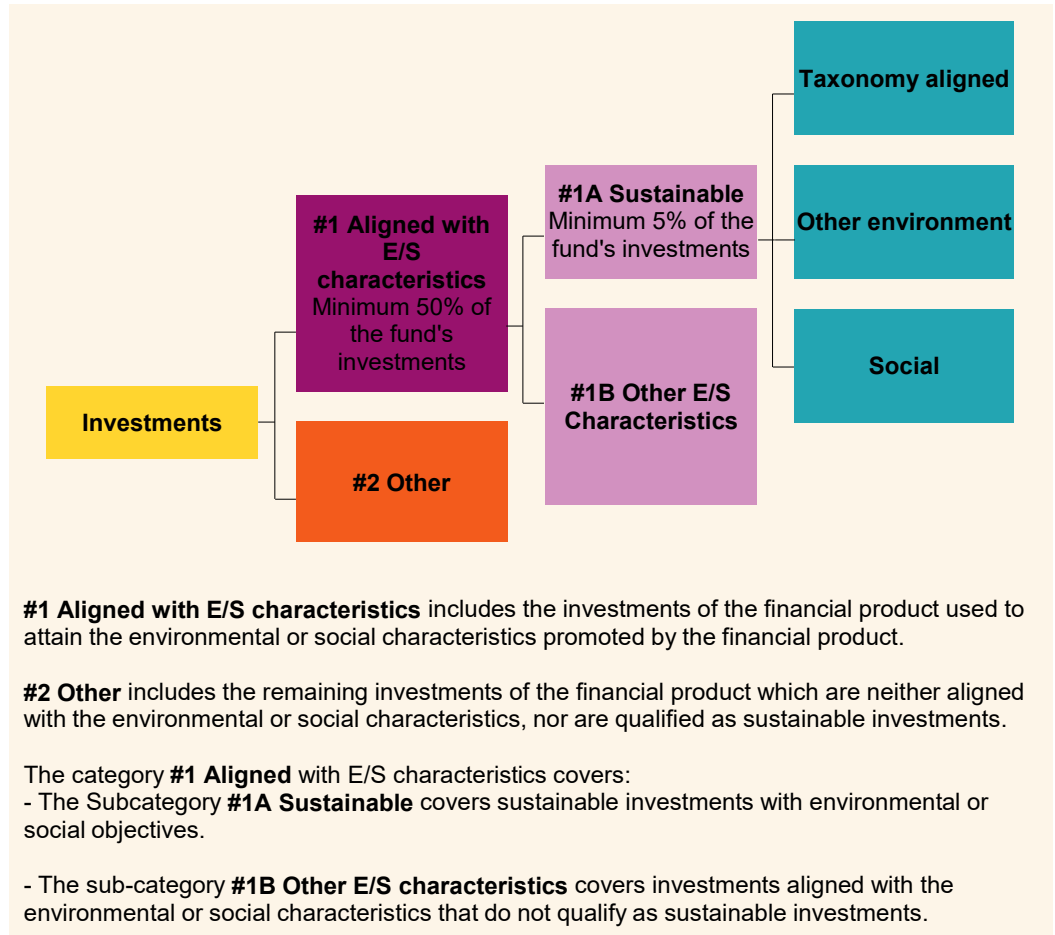 Taxonomy aligned
#1A Sustainable
Minimum 5% of the
fund's investments
Other environment
#1 Aligned with
E/S
characteristics
Minimum 50% of
the fund's
investments
Social
#1B Other E/S
Characteristics
Investments
#2 Other
#1 Aligned with E/S characteristics includes the investments of the financial product used to
attain the environmental or social characteristics promoted by the financial product.
#2 Other includes the remaining investments of the financial product which are neither aligned
with the environmental or social characteristics, nor are qualified as sustainable investments.
The category #1 Aligned with E/S characteristics covers:
- The Subcategory #1A Sustainable covers sustainable investments with environmental or
social objectives.
- The sub-category #1B Other E/S characteristics covers investments aligned with the
environmental or social characteristics that do not qualify as sustainable investments.